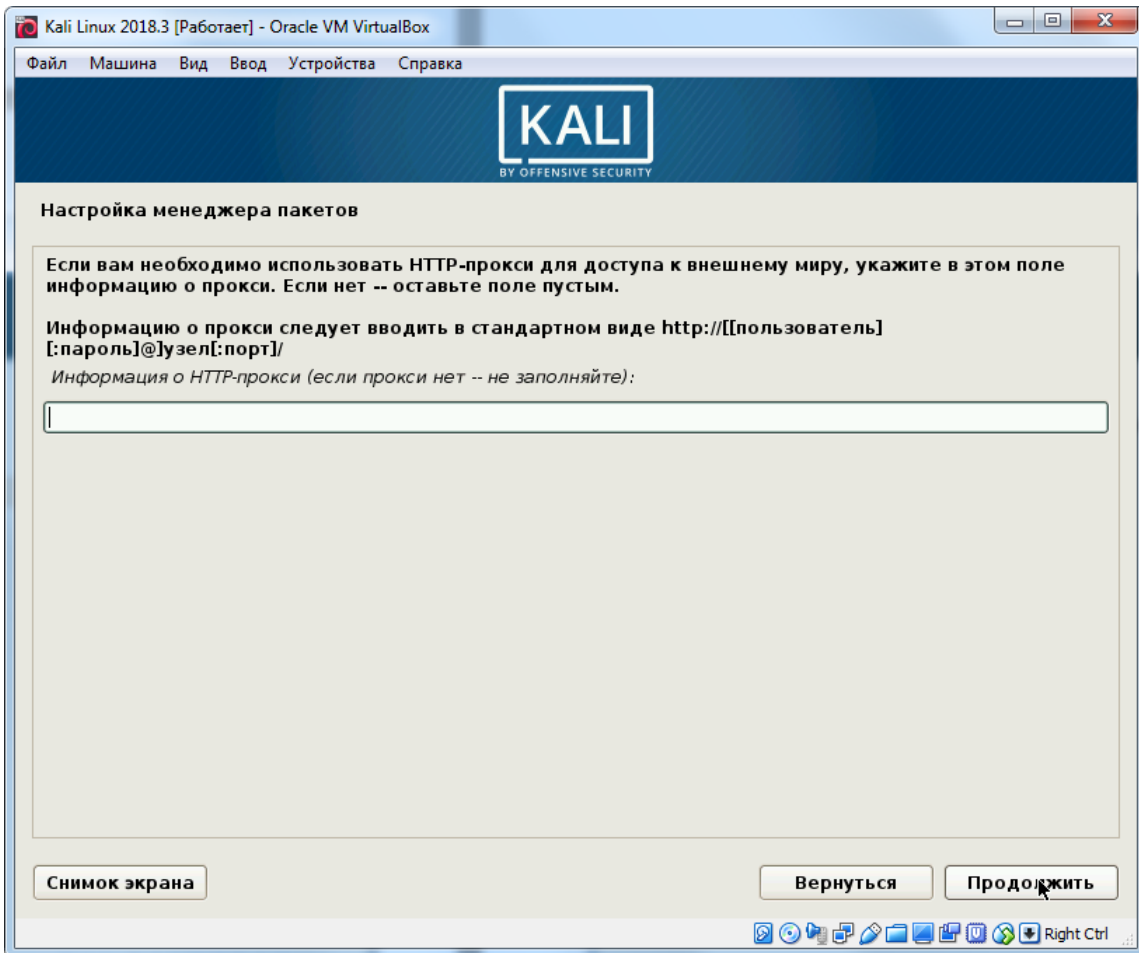 Kali Linux 2018.3 [Работает] - Oracle VM VirtualBox
Файл Машина Вид Ввод Устройства Справка
KALI
BY OFFENSIVE SECURITY
Настройка менеджера пакетов
Если вам необходимо использовать HTTP-прокси для доступа к внешнему миру, укажите в этом поле
информацию о прокси. Если нет -- оставьте поле пустым.
Информацию о прокси следует вводить в стандартном виде http://[[пользователь]
[:пароль]@]узел[:порт]/
Информация о HTTP-прокси (если прокси нет -- не заполняйте):
Снимок экрана Вернуться Продолжить
Right Ctrl